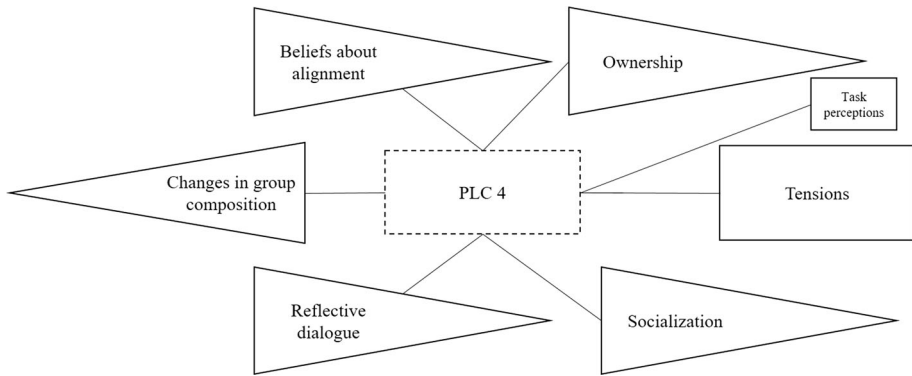 Beliefs about
alignment
Ownership
Task
perceptions
Changes in group
composition
PLC 4
Tensions
Reflective
dialogue
Socialization